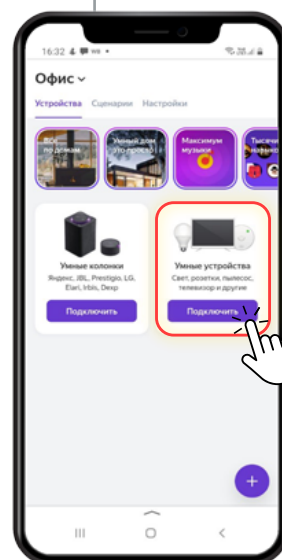 16:32
Офис
Устройства Сценарии Настройки
Всё по домам
Умный дом это просто!
Максимум музыки
Умные колонки
Яндекс, JBL, Prestigio, LG, Elari, Irbis, Dexp
Подключить
Умные устройства
Свет, розетки, пылесос, телевизор и другие
Подключить